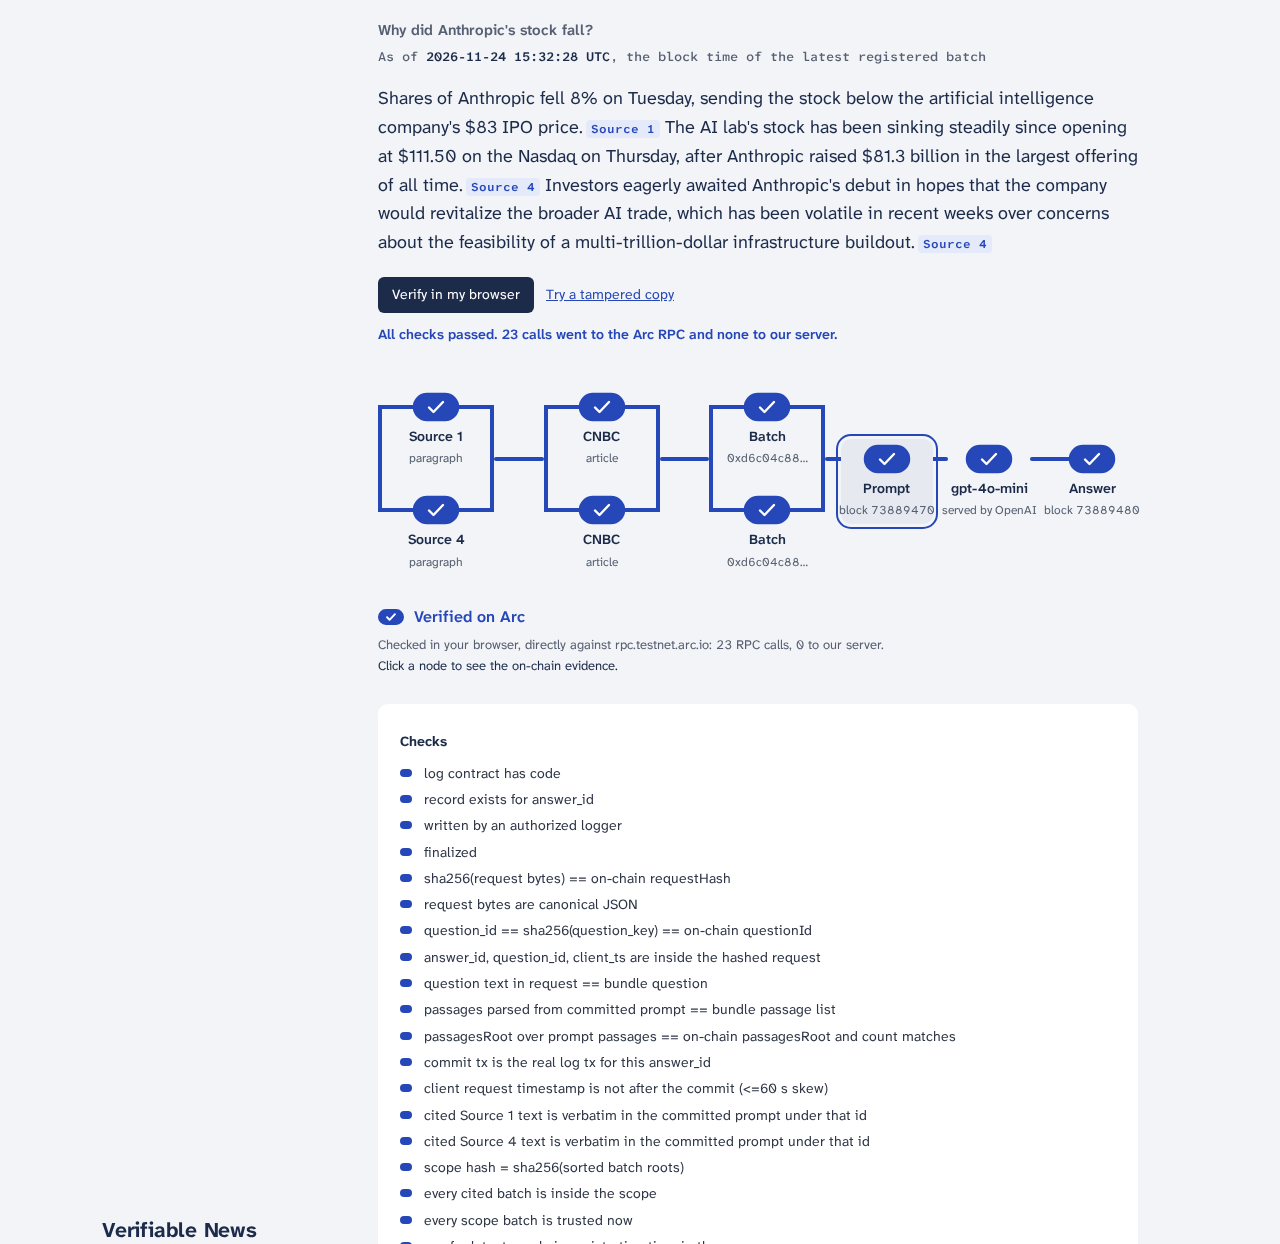 Why did Anthropic's stock fall?
As of 2026-11-24 15:32:28 UTC, the block time of the latest registered batch
Shares of Anthropic fell 8% on Tuesday, sending the stock below the artificial intelligence
company's $83 IPO price. Source 1 The AI lab's stock has been sinking steadily since opening
at $111.50 on the Nasdaq on Thursday, after Anthropic raised $81.3 billion in the largest offering
of all time. Source 4 Investors eagerly awaited Anthropic's debut in hopes that the company
would revitalize the broader AI trade, which has been volatile in recent weeks over concerns
about the feasibility of a multi-trillion-dollar infrastructure buildout. Source 4
Verify in my browser Try a tampered copy
All checks passed. 23 calls went to the Arc RPC and none to our server.
Source 1 CNBC Batch
paragraph article 0xd6c04c88…
Prompt gpt-4o-mini Answer
block 73889470 served by OpenAI block 73889480
Source 4 CNBC Batch
paragraph article 0xd6c04c88…
Verified on Arc
Checked in your browser, directly against rpc.testnet.arc.io: 23 RPC calls, 0 to our server.
Click a node to see the on-chain evidence.
Checks
log contract has code
record exists for answer_id
written by an authorized logger
finalized
sha256(request bytes) == on-chain requestHash
request bytes are canonical JSON
question_id == sha256(question_key) == on-chain questionId
answer_id, question_id, client_ts are inside the hashed request
question text in request == bundle question
passages parsed from committed prompt == bundle passage list
passagesRoot over prompt passages == on-chain passagesRoot and count matches
commit tx is the real log tx for this answer_id
client request timestamp is not after the commit (<=60 s skew)
cited Source 1 text is verbatim in the committed prompt under that id
cited Source 4 text is verbatim in the committed prompt under that id
scope hash = sha256(sorted batch roots)
every cited batch is inside the scope
every scope batch is trusted now
Verifiable News